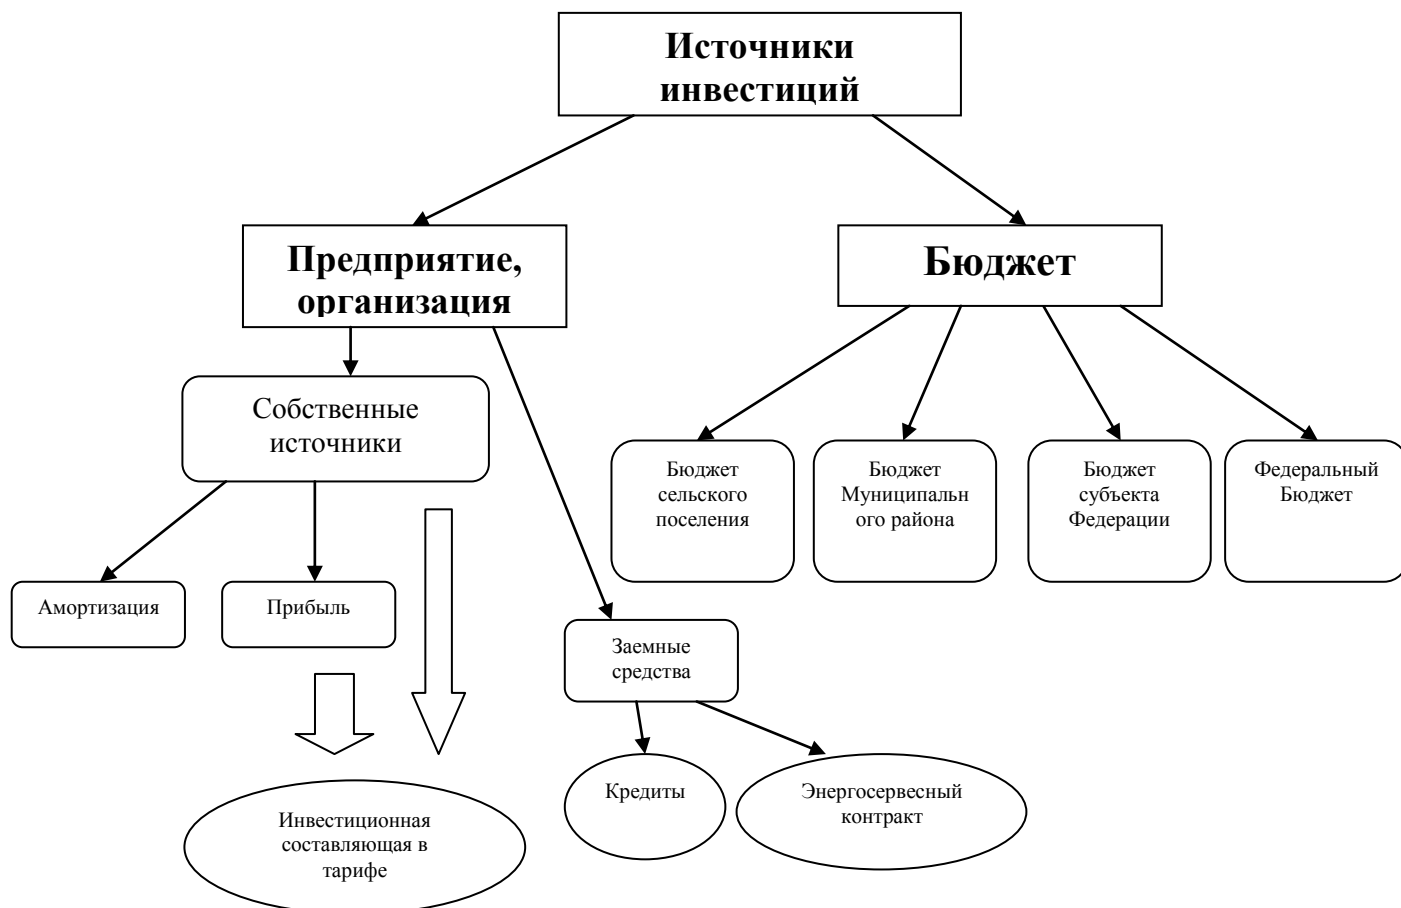 Источники
инвестиций
Предприятие,
организация
Бюджет
Собственные
источники
Бюджет
сельского
поселения
Бюджет
Муниципальн
ого района
Бюджет
субъекта
Федерации
Федеральный
Бюджет
Амортизация
Прибыль
Заемные
средства
Кредиты
Энергосервесный
контракт
Инвестиционная
составляющая в
тарифе